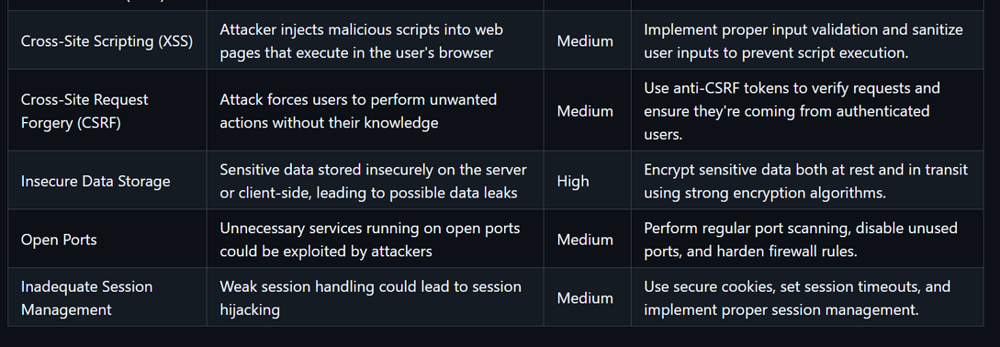 Cross-Site Scripting (XSS)
Attacker injects malicious scripts into web
pages that execute in the user's browser
Medium
Implement proper input validation and sanitize
user inputs to prevent script execution.
Cross-Site Request
Forgery (CSRF)
Attack forces users to perform unwanted
actions without their knowledge
Medium
Use anti-CSRF tokens to verify requests and
ensure they're coming from authenticated
users.
Insecure Data Storage
Sensitive data stored insecurely on the server
or client-side, leading to possible data leaks
High
Encrypt sensitive data both at rest and in transit
using strong encryption algorithms.
Open Ports
Unnecessary services running on open ports
could be exploited by attackers
Medium
Perform regular port scanning, disable unused
ports, and harden firewall rules.
Inadequate Session
Management
Weak session handling could lead to session
hijacking
Medium
Use secure cookies, set session timeouts, and
implement proper session management.